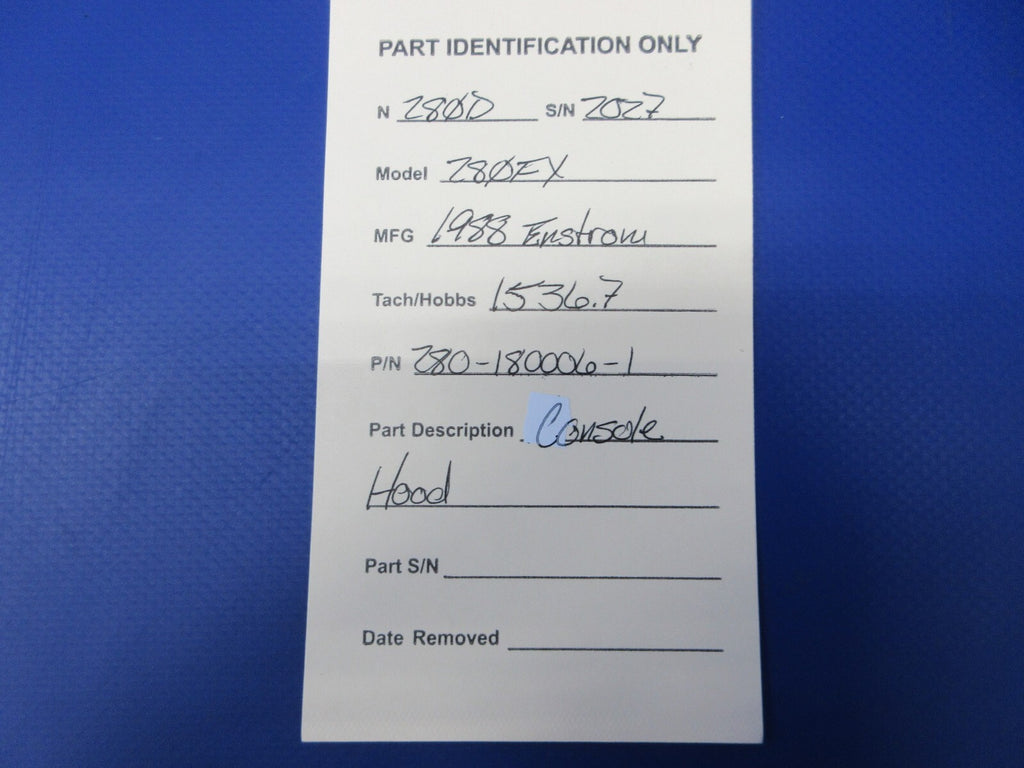 PART IDENTIFICATION ONLY
N 280D S/N 2027
Model 280FX
MFG 1988 Enstrom
Tach/Hobbs 1536.7
P/N 280-180006-1
Part Description Console
Hood
Part S/N
Date Removed